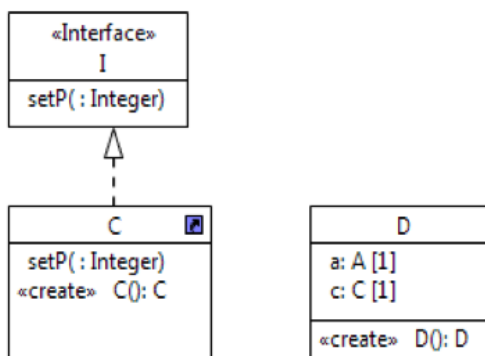 «Interface»
I
setP( : Integer)
C
setP( : Integer)
«create» C(): C
D
a: A [1]
c: C [1]
«create» D(): D